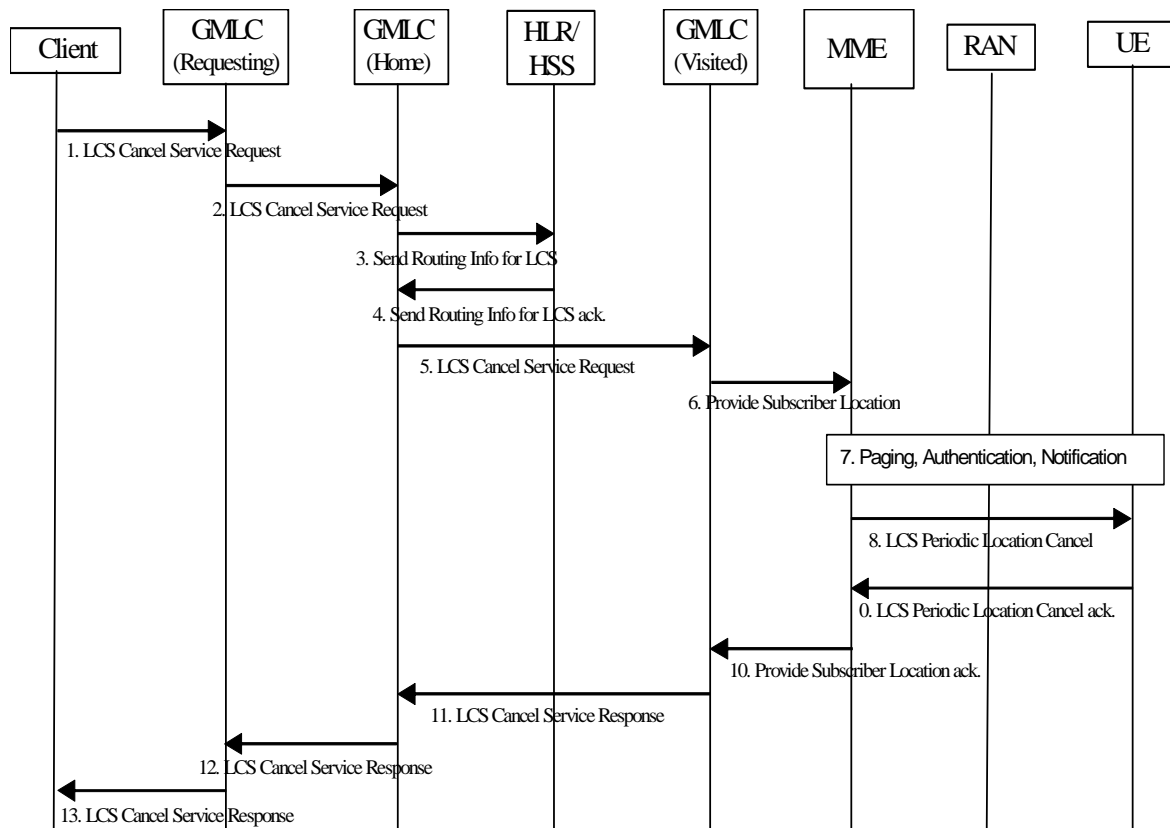 Client
GMLC
(Requesting)
GMLC
(Home)
HLR/
HSS
GMLC
(Visited)
MME
RAN
UE
1. LCS Cancel Service Request
2. LCS Cancel Service Request
3. Send Routing Info for LCS
4. Send Routing Info for LCS ack.
5. LCS Cancel Service Request
6. Provide Subscriber Location
7. Paging, Authentication, Notification
8. LCS Periodic Location Cancel
0. LCS Periodic Location Cancel ack.
10. Provide Subscriber Location ack.
11. LCS Cancel Service Response
12. LCS Cancel Service Response
13. LCS Cancel Service Response